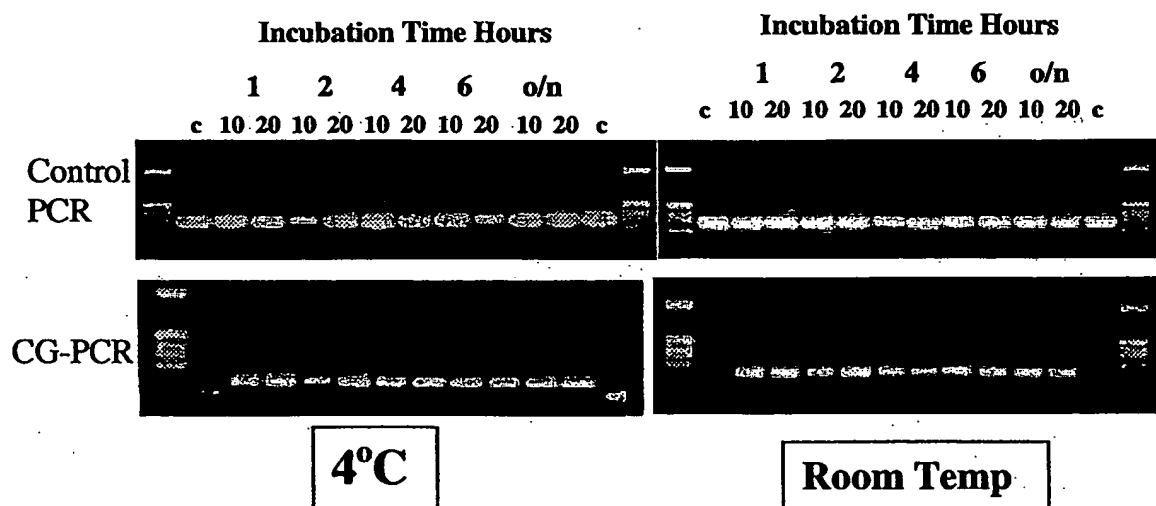 Incubation Time Hours
1 2 4 6 o/n
c 10 20 10 20 10 20 10 20 10 20 c
Incubation Time Hours
1 2 4 6 o/n
c 10 20 10 20 10 20 10 20 10 20 c
Control
PCR
CG-PCR
4°C
Room Temp